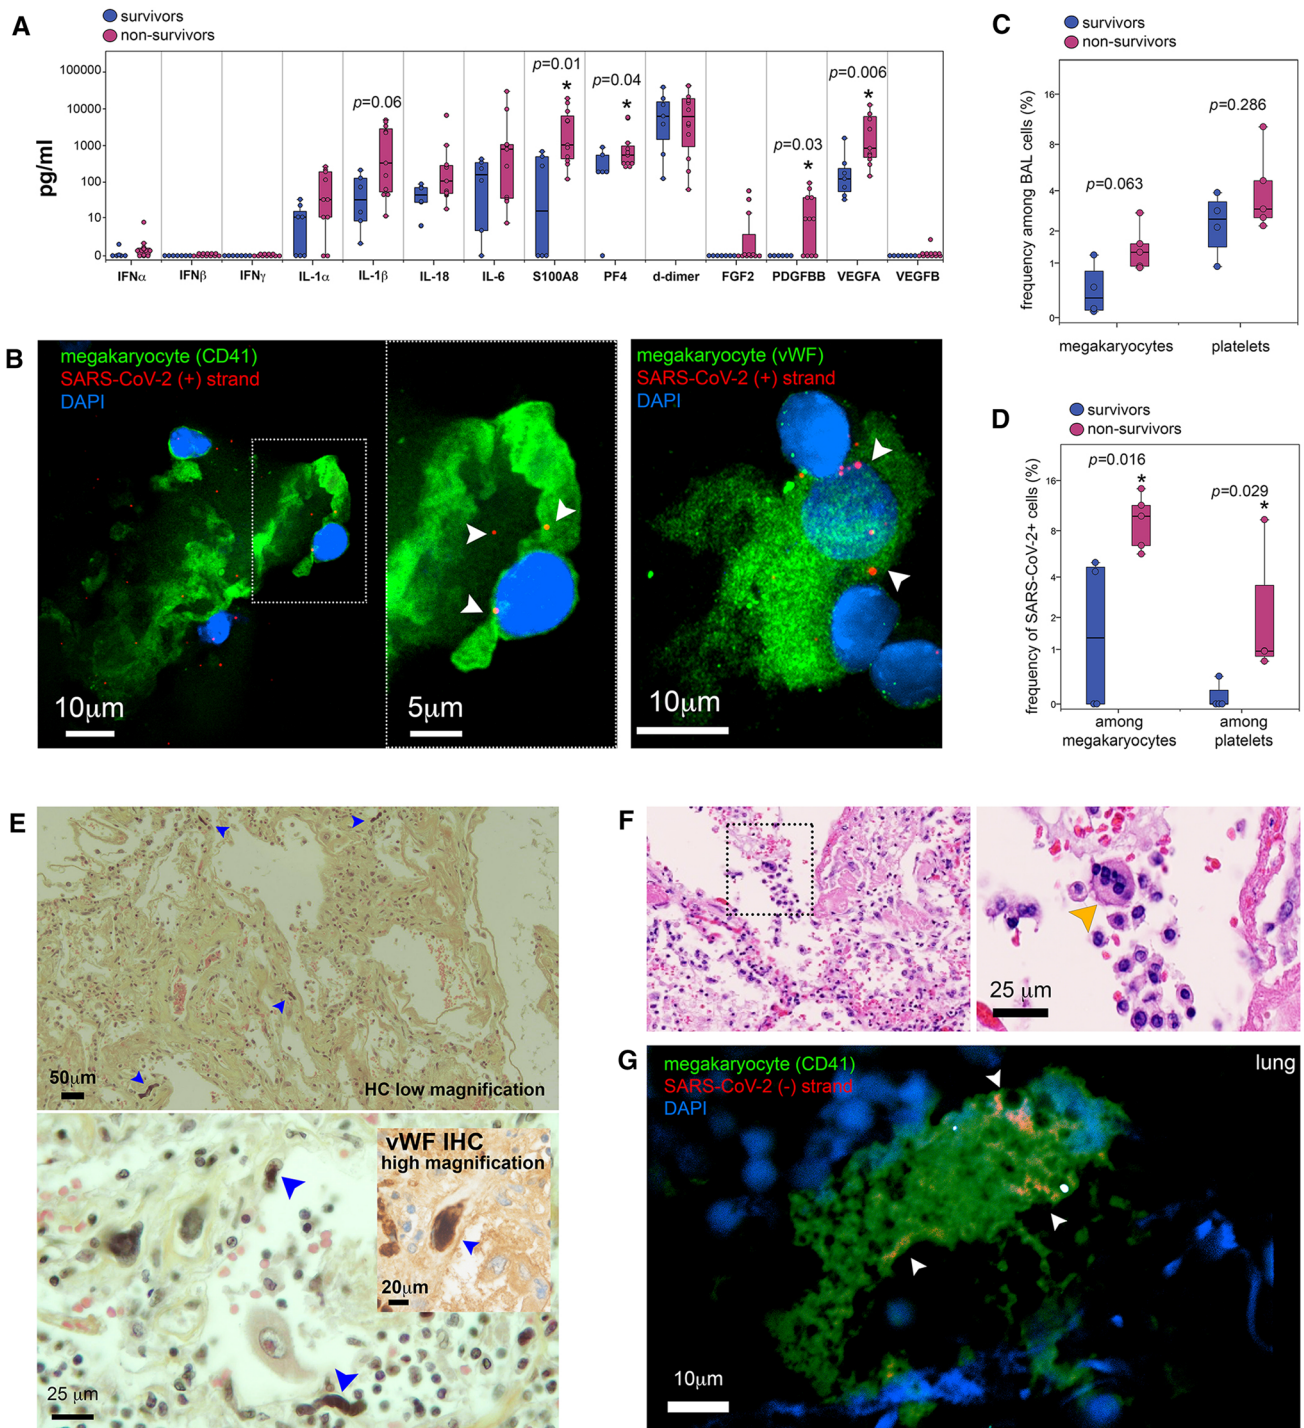 A
survivors
non-survivors
pg/ml
100000
10000
1000
100
10
0
p=0.06
p=0.01
*
p=0.04
*
p=0.03
*
p=0.006
*
IFNα
IFNβ
IFNγ
IL-1α
IL-1β
IL-18
IL-6
S100A8
PF4
d-dimer
FGF2
PDGFBB
VEGFA
VEGFB
C
survivors
non-survivors
frequency among BAL cells (%)
16
8
4
2
1
0
p=0.063
p=0.286
megakaryocytes
platelets
B
megakaryocyte (CD41)
SARS-CoV-2 (+) strand
DAPI
10μm
5μm
megakaryocyte (vWF)
SARS-CoV-2 (+) strand
DAPI
10μm
D
survivors
non-survivors
frequency of SARS-CoV-2+ cells (%)
16
8
4
2
1
0
p=0.016
*
p=0.029
*
among
megakaryocytes
among
platelets
E
50μm
HC low magnification
vWF IHC
high magnification
20μm
25 μm
F
25 μm
G
megakaryocyte (CD41)
SARS-CoV-2 (-) strand
DAPI
lung
10μm